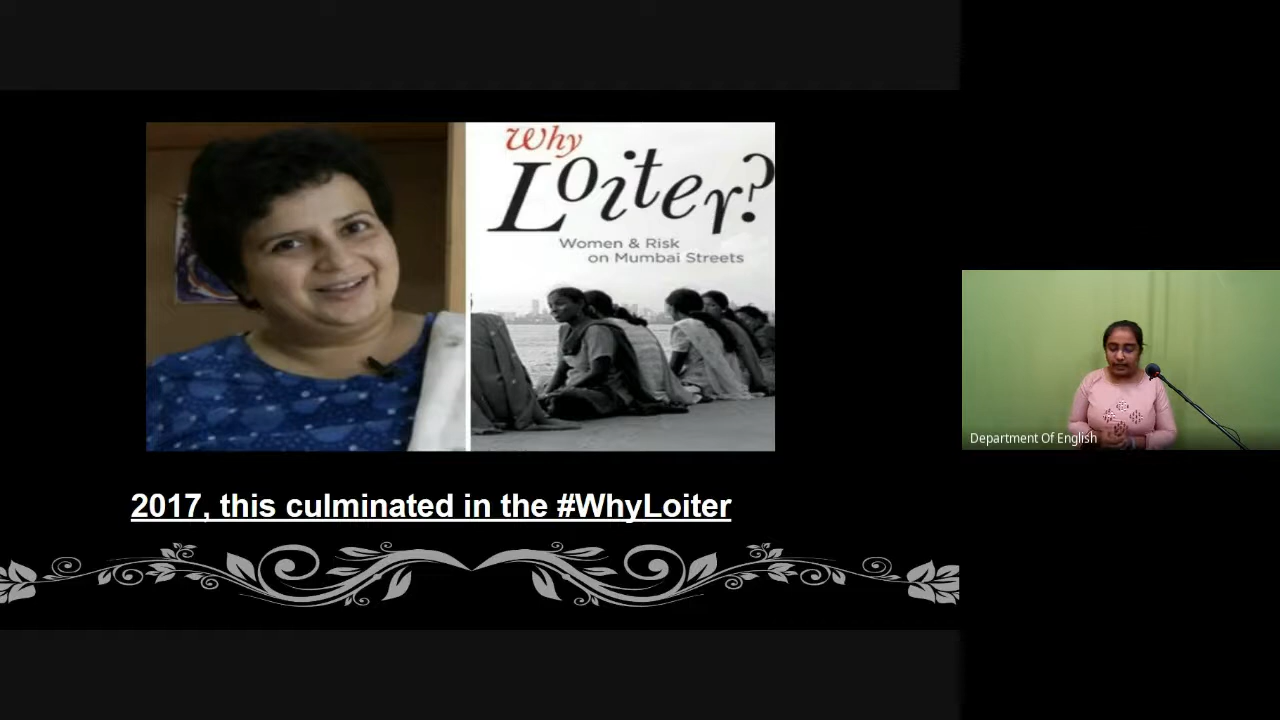 Why
Loiter?
Women & Risk
on Mumbai Streets
2017, this culminated in the #WhyLoiter
Department Of English